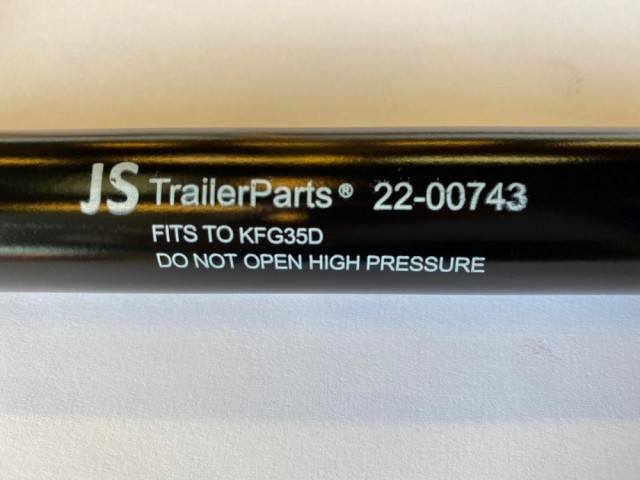 JS TrailerParts® 22-00743
FITS TO KFG35D
DO NOT OPEN HIGH PRESSURE